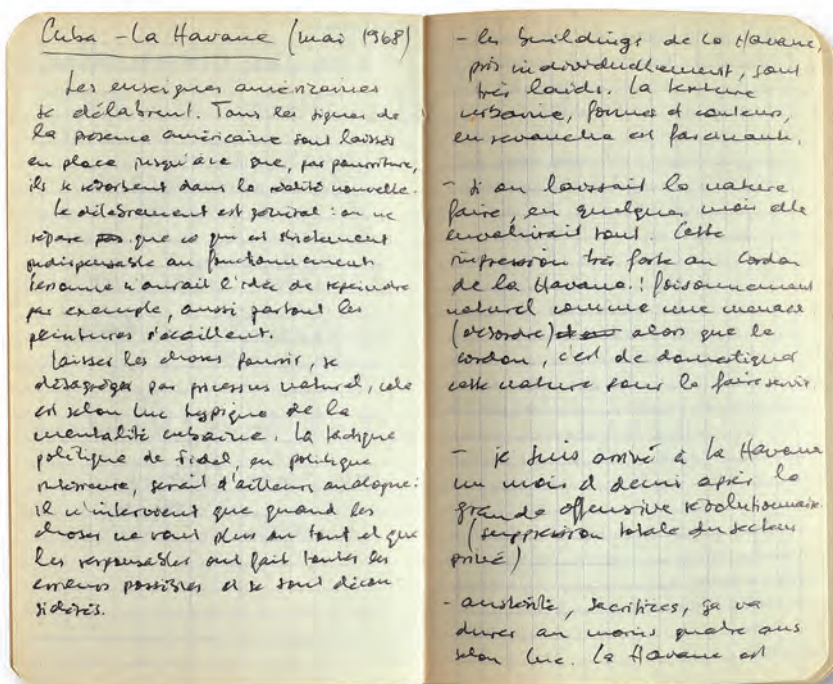 Cuba - La Havane (mai 1968)
Les enseignes américaines
se délabrent. Tous les signes de
la présence américaine sont laissés
en place jusqu'à ce que, par pourriture,
ils se résorbent dans la réalité nouvelle.
Le délabrement est général : on ne
répare pas que ce qui est strictement
indispensable au fonctionnement.
Personne n'aurait l'idée de repeindre
par exemple, aussi partout les
peintures s'écaillent.
Laisser les choses pourrir, se
désagréger par processus naturel, cela
est selon Luc typique de la
mentalité cubaine. La tactique
politique de Fidel, en politique
intérieure, serait d'ailleurs analogue :
il n'intervient que quand les
choses ne vont plus du tout et que
les responsables ont fait toutes les
erreurs possibles et se sont décon
sidérés.
- les buildings de la Havane,
pris individuellement, sont
très laids. La texture
urbaine, formes et couleurs,
en revanche est fascinante.
- si on laissait la nature
faire, en quelques mois elle
envahirait tout. Cette
impression très forte au Cordon
de la Havane : foisonnement
naturel comme une menace
(désordre) alors que le
cordon, c'est de domestiquer
cette nature pour la faire servir.
- je suis arrivé à la Havane
un mois et demi après la
grande offensive révolutionnaire
(suppression totale du secteur
privé)
- austérité, sacrifices, ça va
durer au moins quatre ans
selon Luc. La Havane est